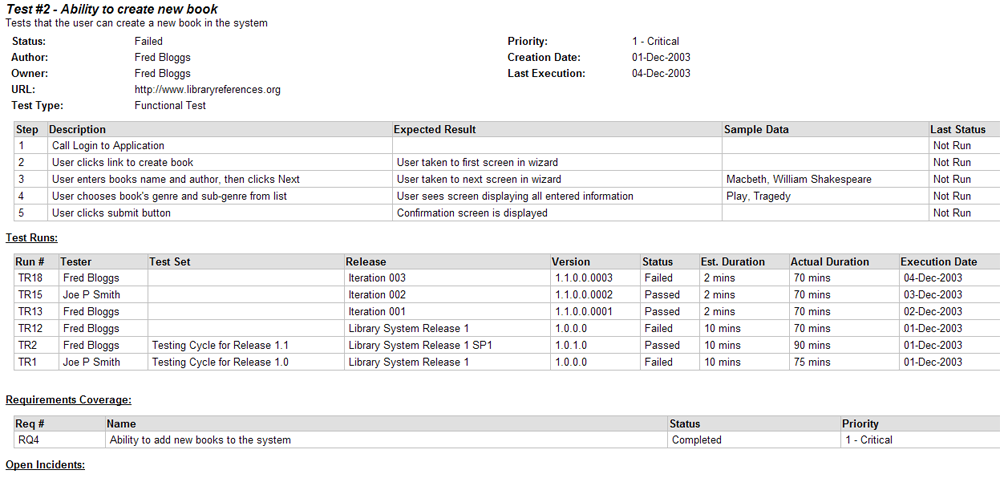 Test #2 - Ability to create new book
Tests that the user can create a new book in the system
Status: Failed Priority: 1 - Critical
Author: Fred Bloggs Creation Date: 01-Dec-2003
Owner: Fred Bloggs Last Execution: 04-Dec-2003
URL: http://www.libraryreferences.org
Test Type: Functional Test
Step Description Expected Result Sample Data Last Status
1 Call Login to Application Not Run
2 User clicks link to create book User taken to first screen in wizard Not Run
3 User enters books name and author, then clicks Next User taken to next screen in wizard Macbeth, William Shakespeare Not Run
4 User chooses book's genre and sub-genre from list User sees screen displaying all entered information Play, Tragedy Not Run
5 User clicks submit button Confirmation screen is displayed Not Run
Test Runs:
Run # Tester Test Set Release Version Status Est. Duration Actual Duration Execution Date
TR18 Fred Bloggs Iteration 003 1.1.0.0.0003 Failed 2 mins 70 mins 04-Dec-2003
TR15 Joe P Smith Iteration 002 1.1.0.0.0002 Passed 2 mins 70 mins 03-Dec-2003
TR13 Fred Bloggs Iteration 001 1.1.0.0.0001 Passed 2 mins 70 mins 02-Dec-2003
TR12 Fred Bloggs Library System Release 1 1.0.0.0 Failed 10 mins 70 mins 01-Dec-2003
TR2 Fred Bloggs Testing Cycle for Release 1.1 Library System Release 1 SP1 1.0.1.0 Passed 10 mins 90 mins 01-Dec-2003
TR1 Joe P Smith Testing Cycle for Release 1.0 Library System Release 1 1.0.0.0 Failed 10 mins 75 mins 01-Dec-2003
Requirements Coverage:
Req # Name Status Priority
RQ4 Ability to add new books to the system Completed 1 - Critical
Open Incidents: